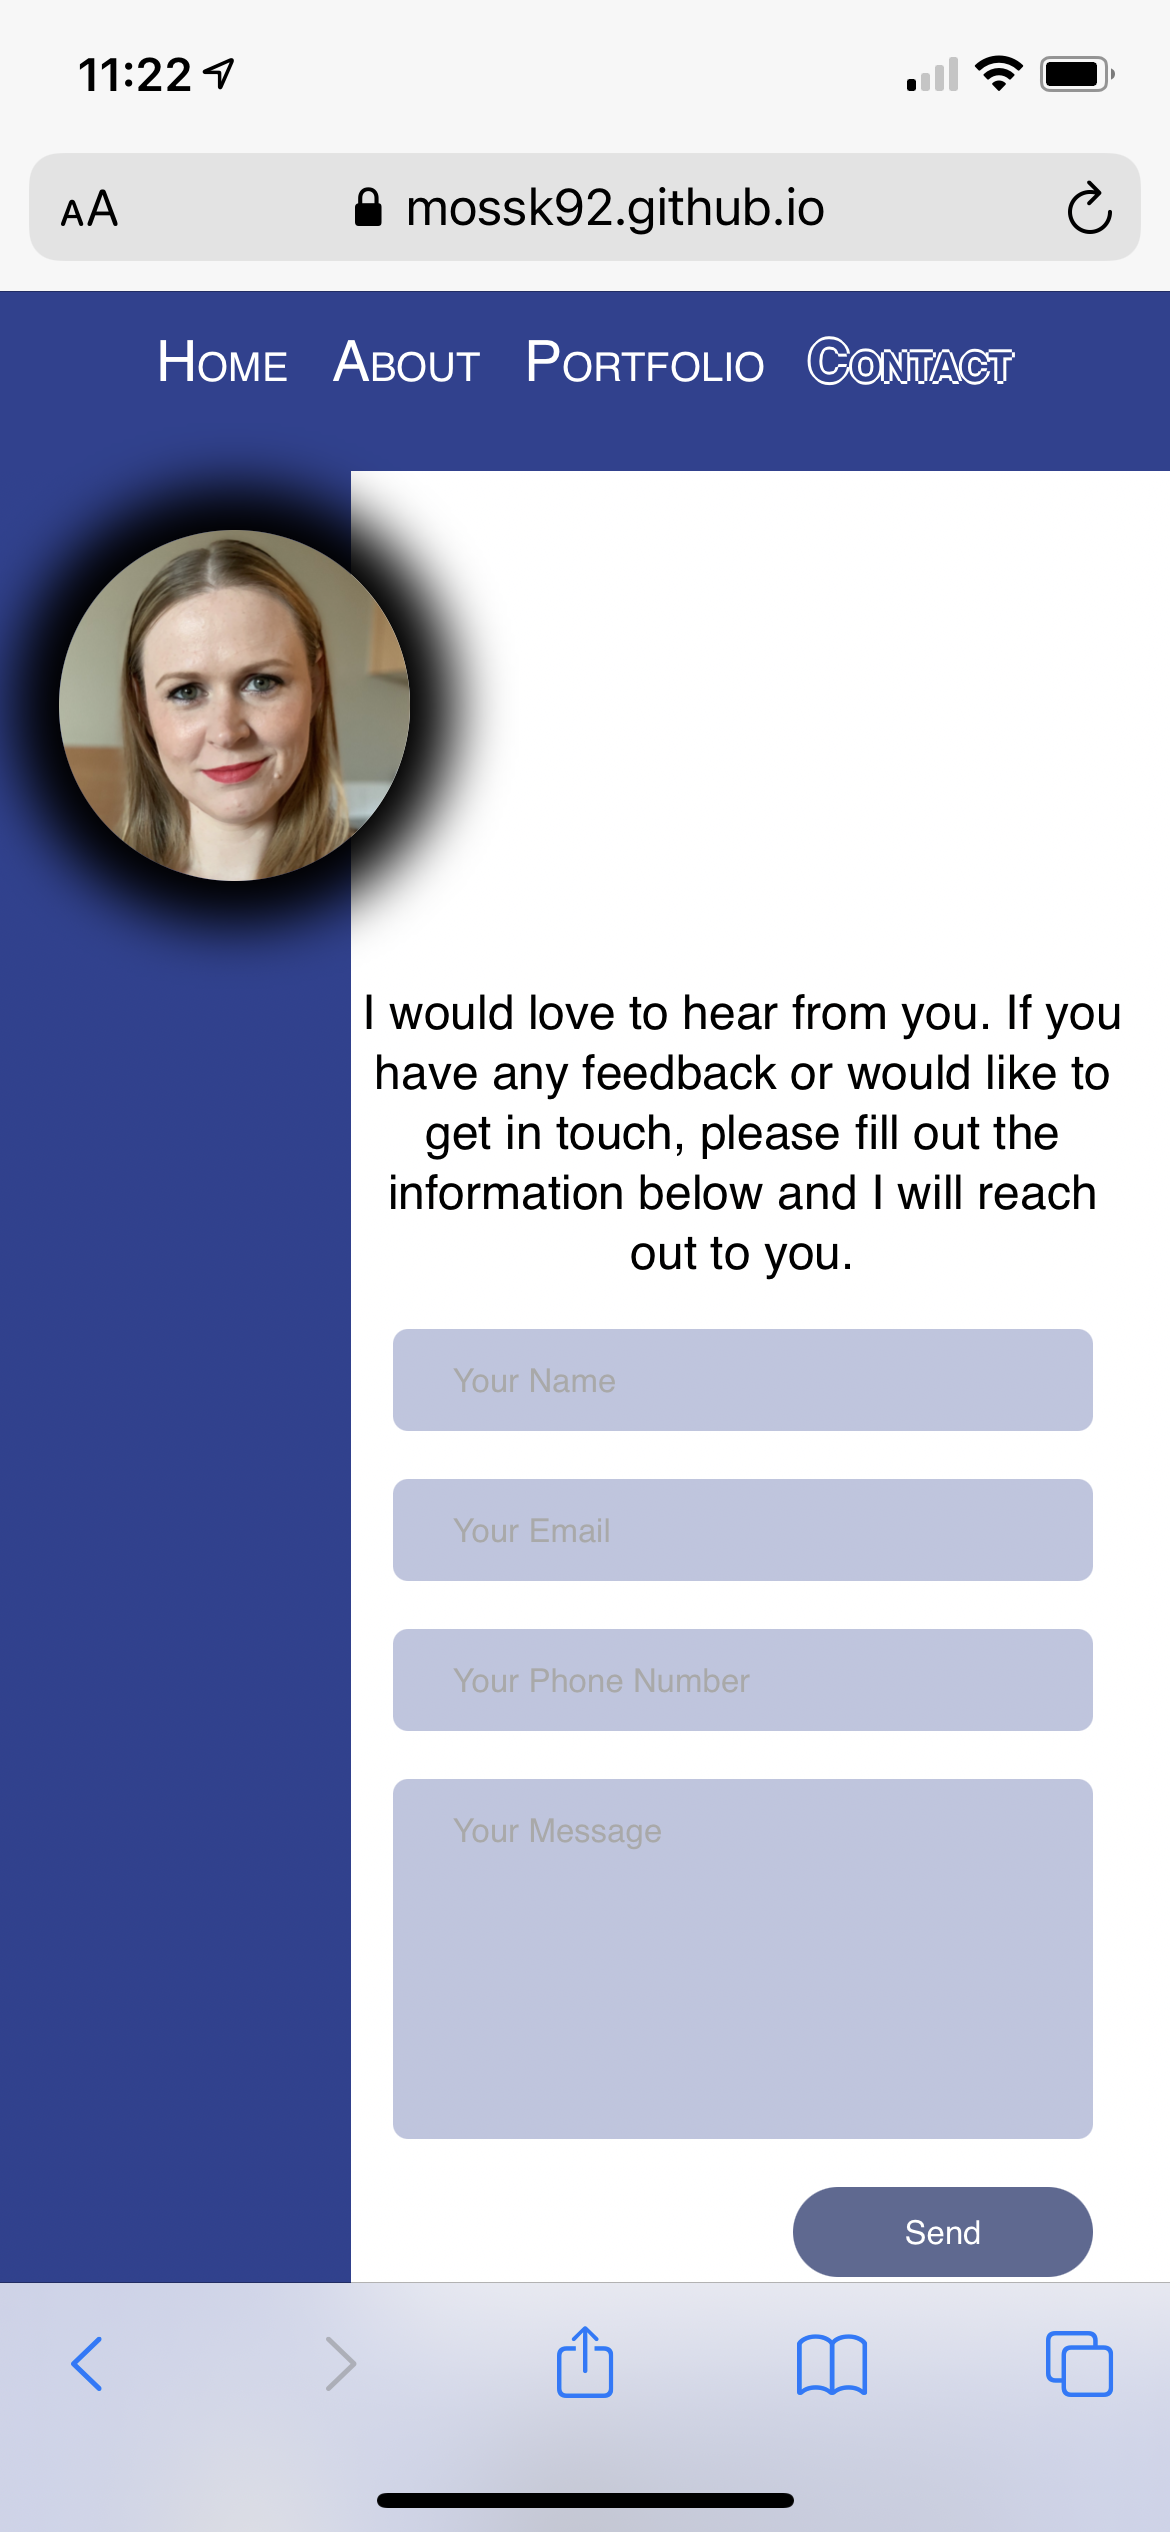 11:22
AA mossk92.github.io
Home About Portfolio Contact
I would love to hear from you. If you
have any feedback or would like to
get in touch, please fill out the
information below and I will reach
out to you.
Your Name
Your Email
Your Phone Number
Your Message
Send